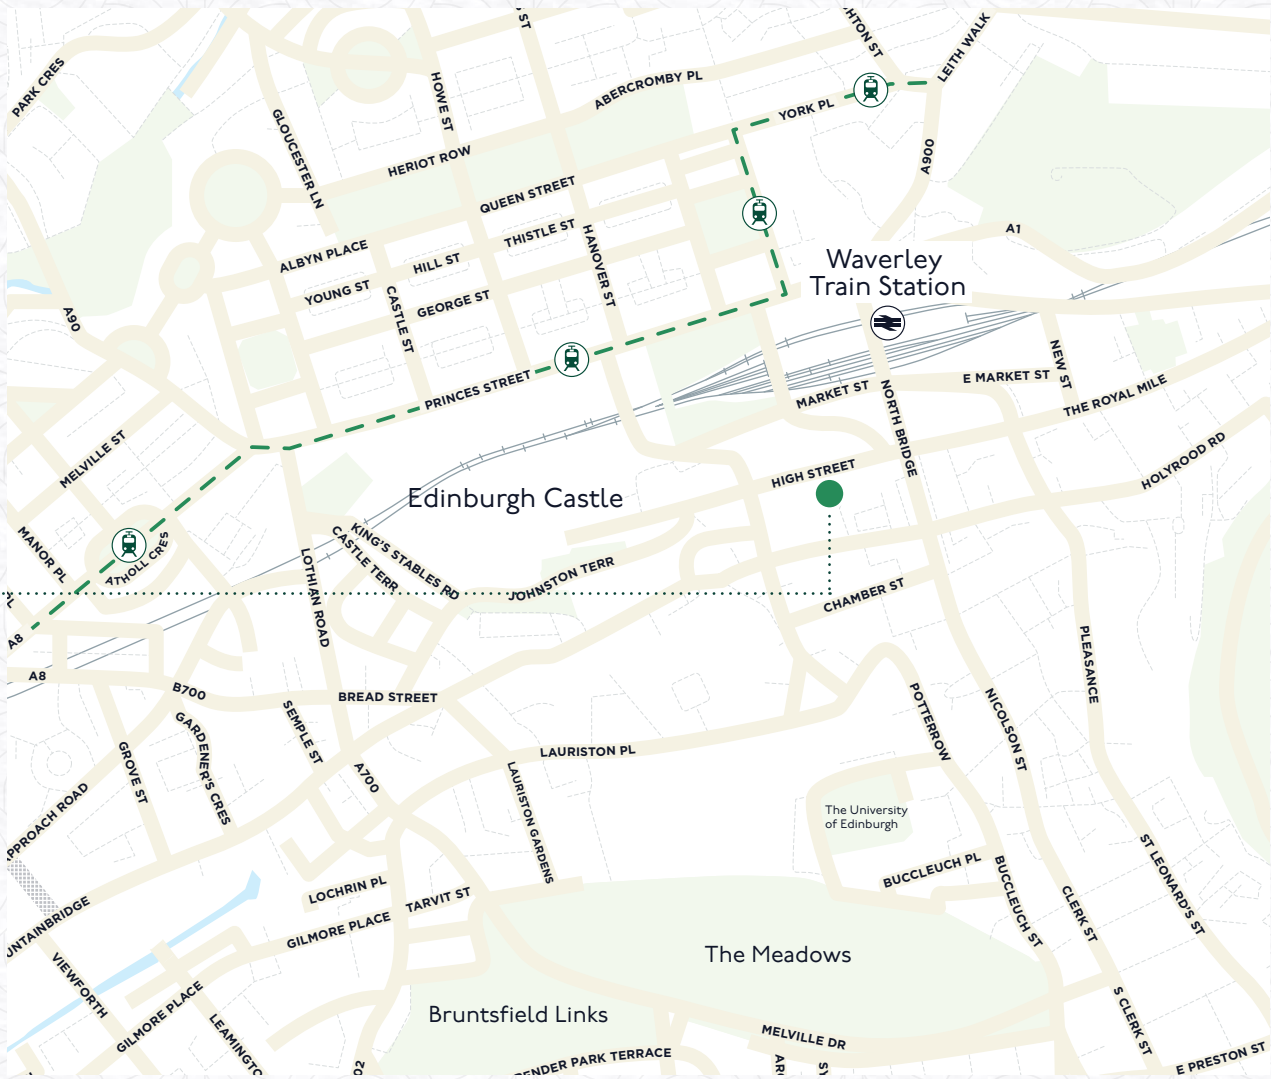 PARK CRES
GLOUCESTER LN
HOWE ST
ST
ABERCROMBY PL
HTON ST
LEITH WALK
YORK PL
HERIOT ROW
QUEEN STREET
A900
ALBYN PLACE
YOUNG ST
HILL ST
THISTLE ST
HANOVER ST
CASTLE ST
GEORGE ST
A90
A1
Waverley
Train Station
PRINCES STREET
MARKET ST
E MARKET ST
NEW ST
THE ROYAL MILE
NORTH BRIDGE
HOLYROOD RD
MELVILLE ST
HIGH STREET
Edinburgh Castle
MANOR PL
ATHOLL CRES
KING'S STABLES RD
CASTLE TERR
JOHNSTON TERR
LOTHIAN ROAD
CHAMBER ST
PL
A8
A8
B700
BREAD STREET
PLEASANCE
GARDENER'S CRES
GROVE ST
SEMPLE ST
A700
LAURISTON PL
LAURISTON GARDENS
POTTERROW
NICOLSON ST
PPROACH ROAD
The University
of Edinburgh
BUCCLEUCH PL
BUCCLEUCH ST
CLERK ST
ST LEONARD'S ST
LOCHRIN PL
TARVIT ST
GILMORE PLACE
UNTAINBRIDGE
VIEWFORTH
GILMORE PLACE
LEAMINGTO
The Meadows
Bruntsfield Links
MELVILLE DR
S CLERK ST
E PRESTON ST
ENDER PARK TERRACE
02
ARG
SY